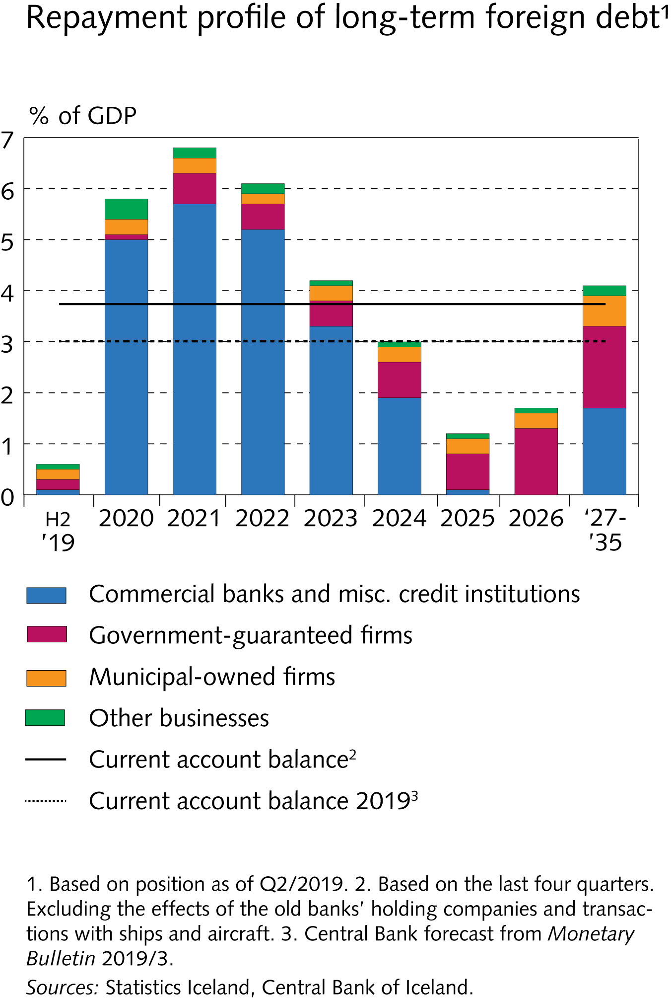 Repayment profile of long-term foreign debt¹
% of GDP
7
6
5
4
3
2
1
0
H2 '19
2020
2021
2022
2023
2024
2025
2026
‘27-'35
Commercial banks and misc. credit institutions
Government-guaranteed firms
Municipal-owned firms
Other businesses
Current account balance²
Current account balance 2019³
1. Based on position as of Q2/2019. 2. Based on the last four quarters.
Excluding the effects of the old banks' holding companies and transac-
tions with ships and aircraft. 3. Central Bank forecast from Monetary
Bulletin 2019/3.
Sources: Statistics Iceland, Central Bank of Iceland.